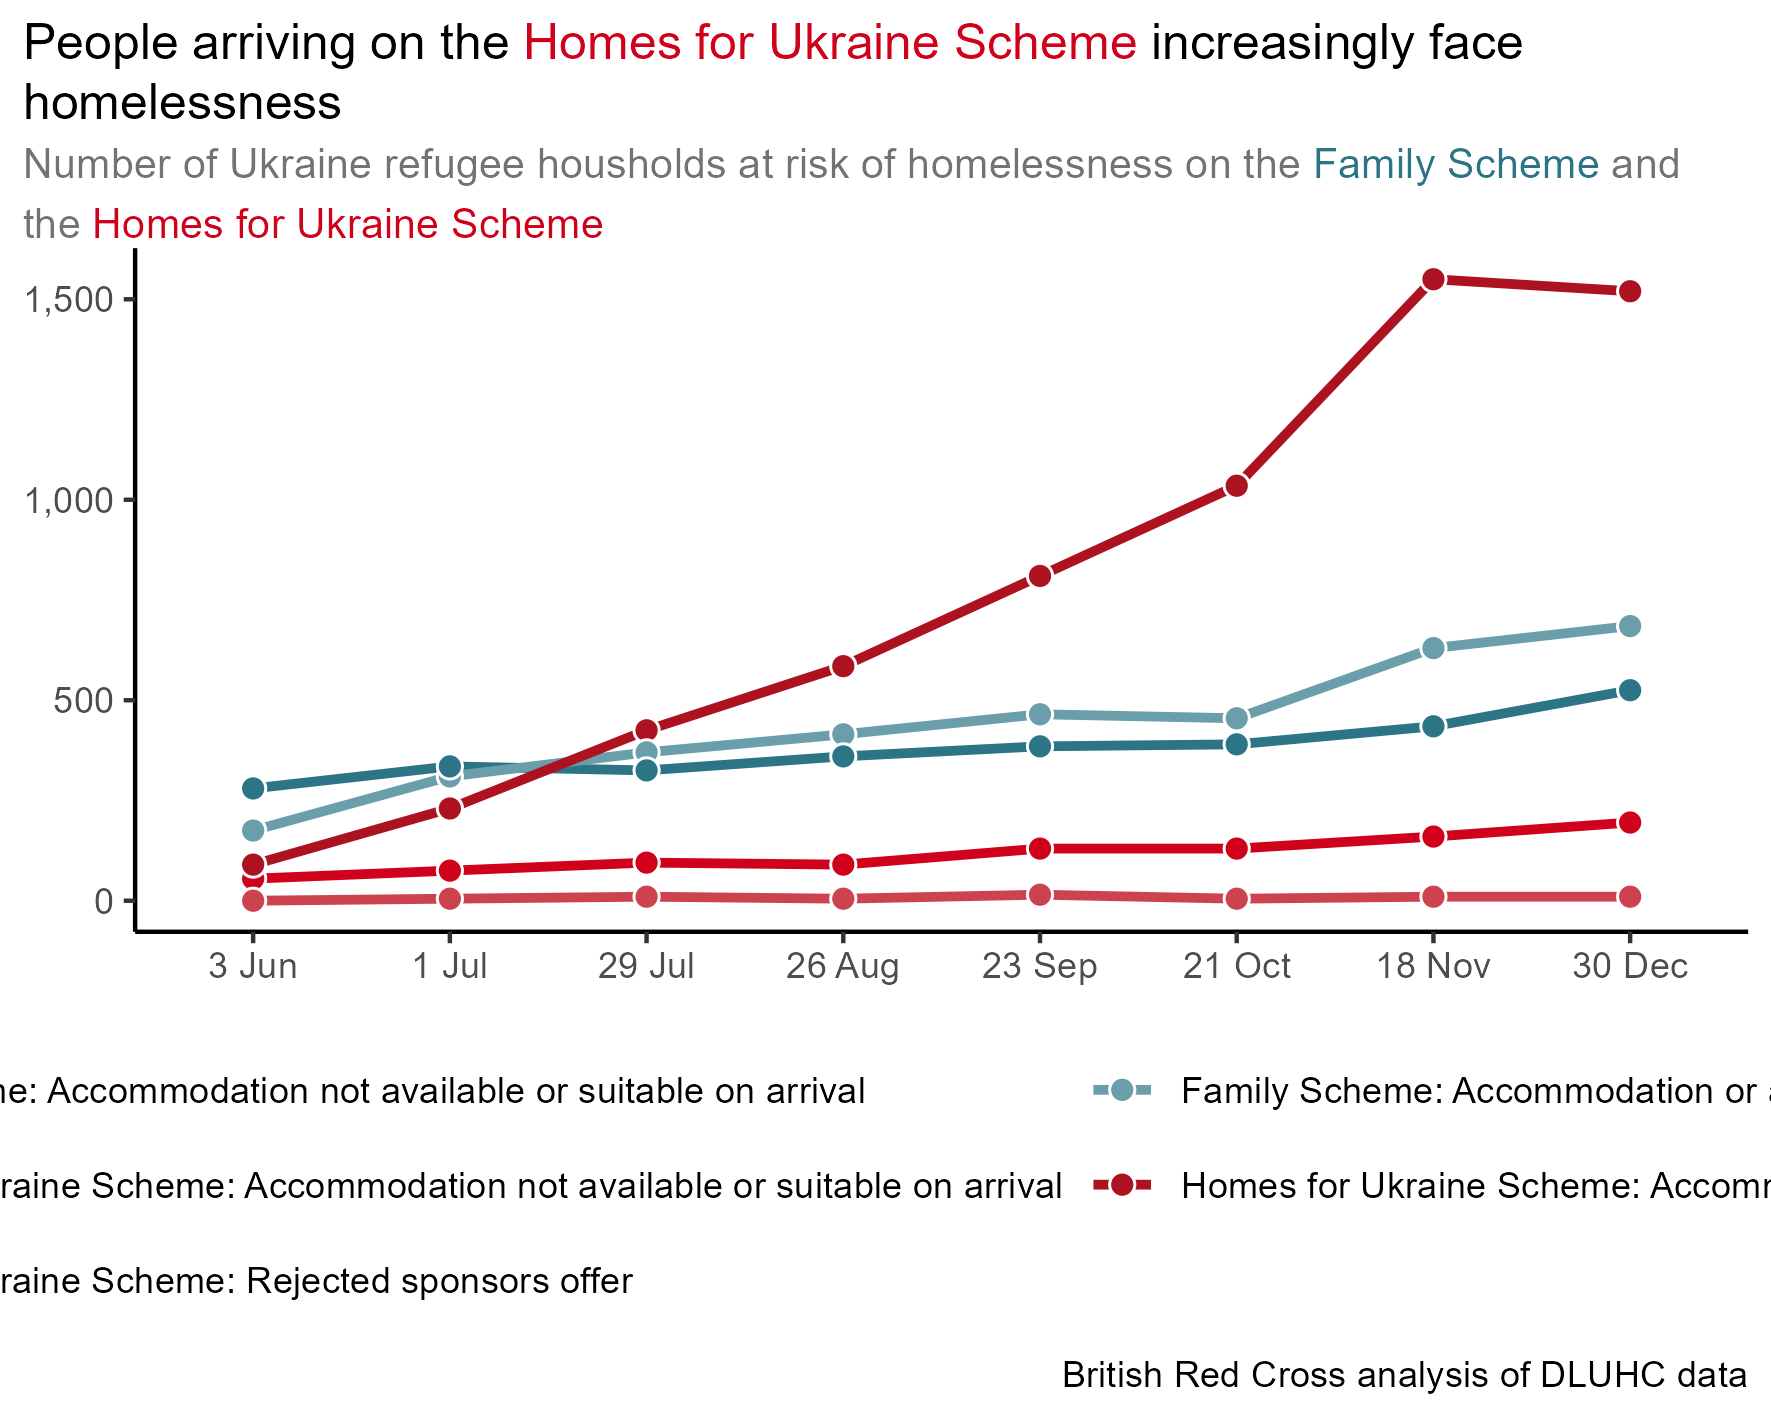 People arriving on the Homes for Ukraine Scheme increasingly face
homelessness
Number of Ukraine refugee housholds at risk of homelessness on the Family Scheme and
the Homes for Ukraine Scheme
1,500
1,000
500
0
3 Jun 1 Jul 29 Jul 26 Aug 23 Sep 21 Oct 18 Nov 30 Dec
Accommodation not available or suitable on arrival
Family Scheme: Accommodation or
Scheme: Accommodation not available or suitable on arrival
Homes for Ukraine Scheme:
Scheme: Rejected sponsors offer
British Red Cross analysis of DLUHC data